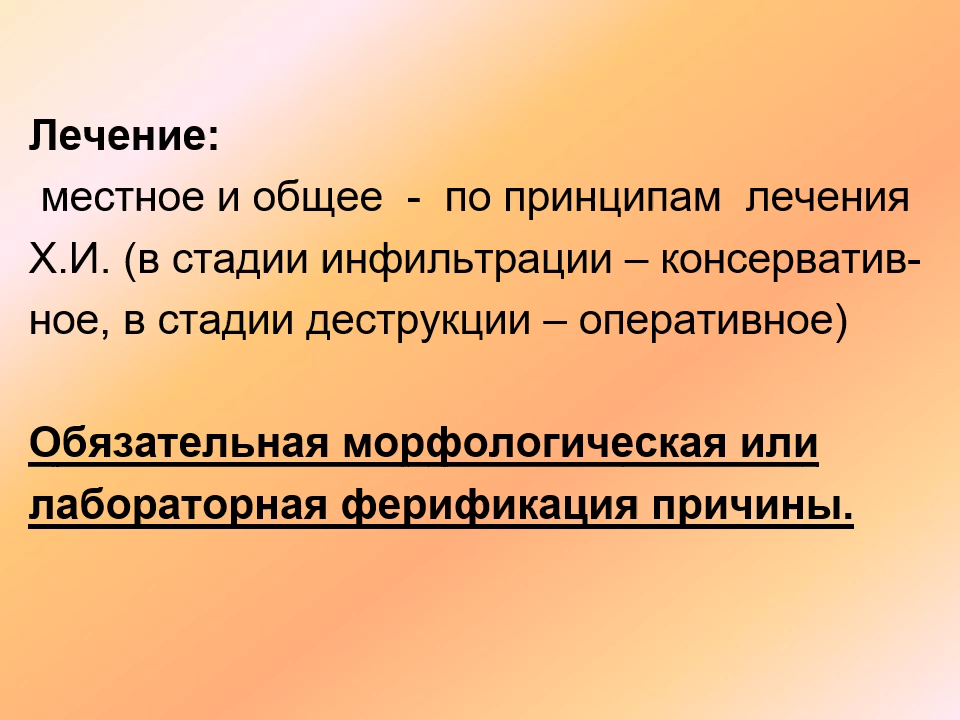 Лечение:
местное и общее - по принципам лечения
Х.И. (в стадии инфильтрации – консерватив-
ное, в стадии деструкции – оперативное)
Обязательная морфологическая или
лабораторная ферификация причины.